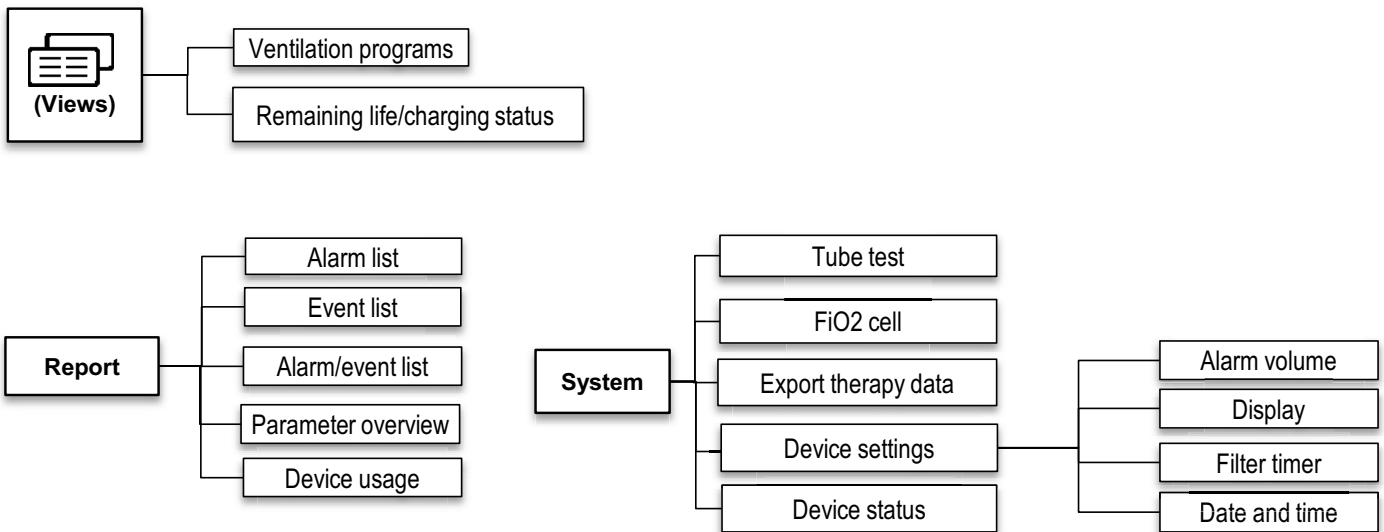 (Views)
Ventilation programs
Remaining life/charging status
Report
Alarm list
Event list
Alarm/event list
Parameter overview
Device usage
System
Tube test
FiO2 cell
Export therapy data
Device settings
Device status
Alarm volume
Display
Filter timer
Date and time